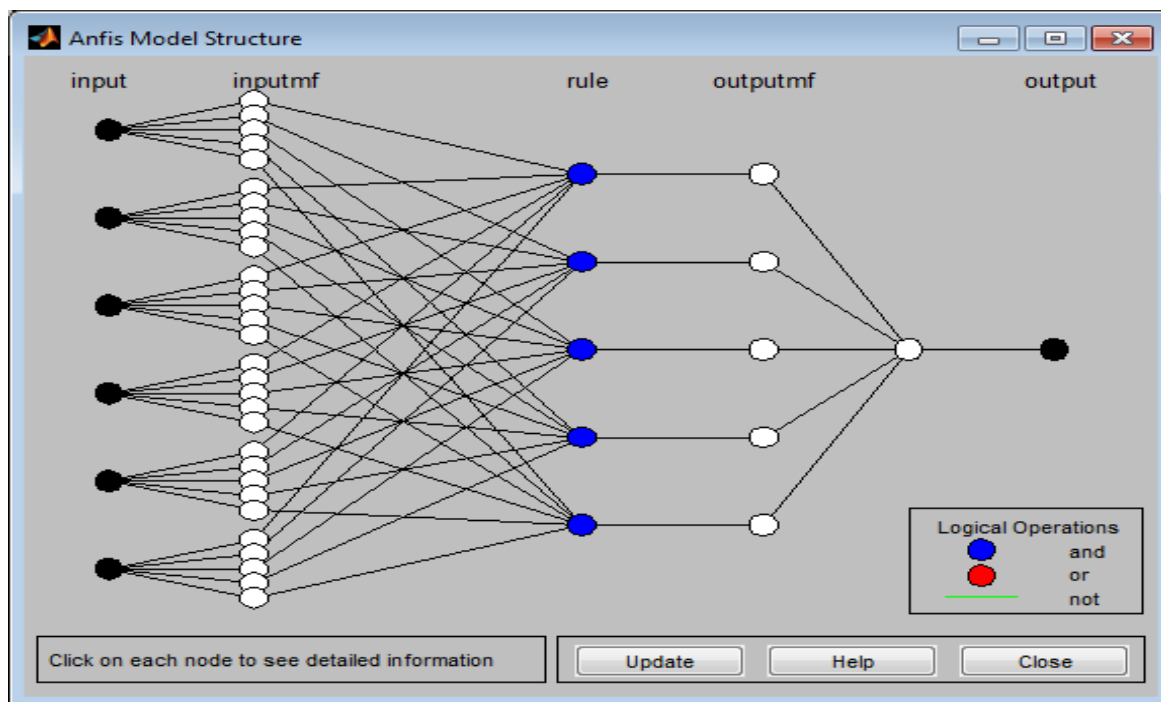 Anfis Model Structure
input inputmf rule outputmf output
Logical Operations
and
or
not
Click on each node to see detailed information
Update Help Close